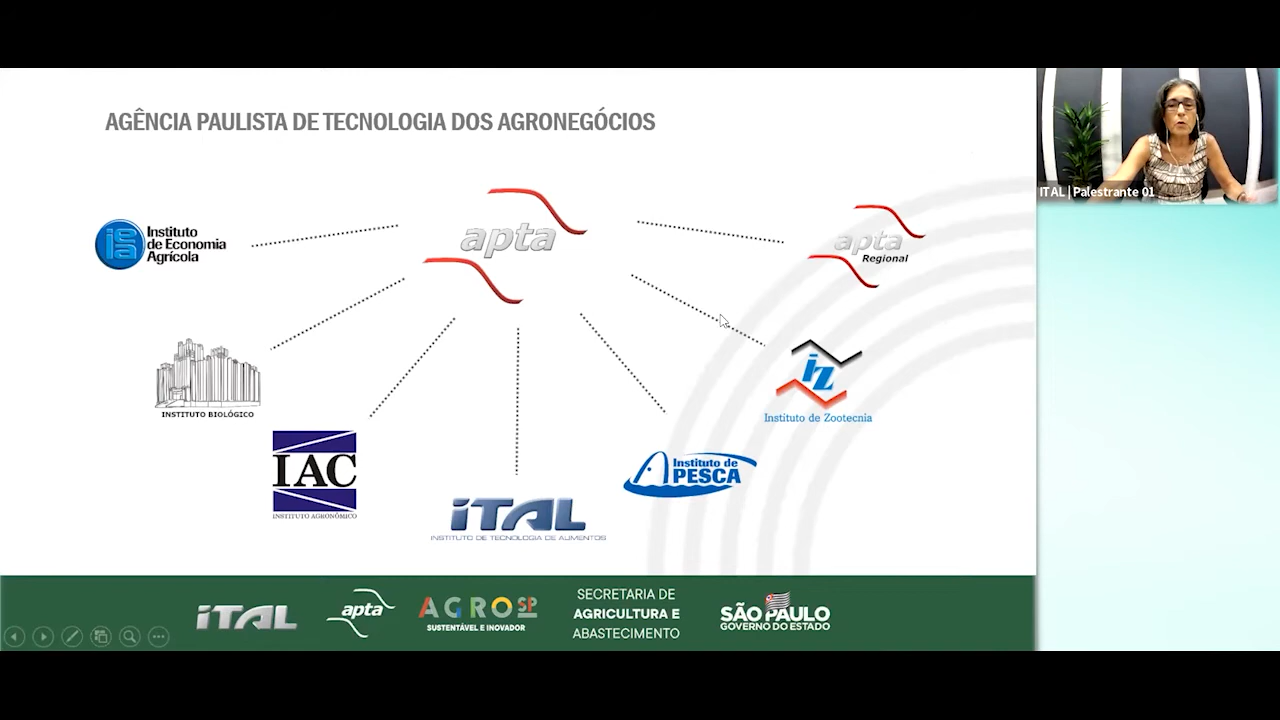 AGÊNCIA PAULISTA DE TECNOLOGIA DOS AGRONEGÓCIOS
ITAL | Palestrante 01
iea
Instituto
de Economia
Agrícola
apta
apta
Regional
INSTITUTO BIOLÓGICO
iz
Instituto de Zootecnia
IAC
INSTITUTO AGRONÔMICO
Instituto de
PESCA
iTAL
INSTITUTO DE TECNOLOGIA DE ALIMENTOS
iTAL
apta
AGRO SP
SUSTENTÁVEL E INOVADOR
SECRETARIA DE
AGRICULTURA E
ABASTECIMENTO
SÃO PAULO
GOVERNO DO ESTADO